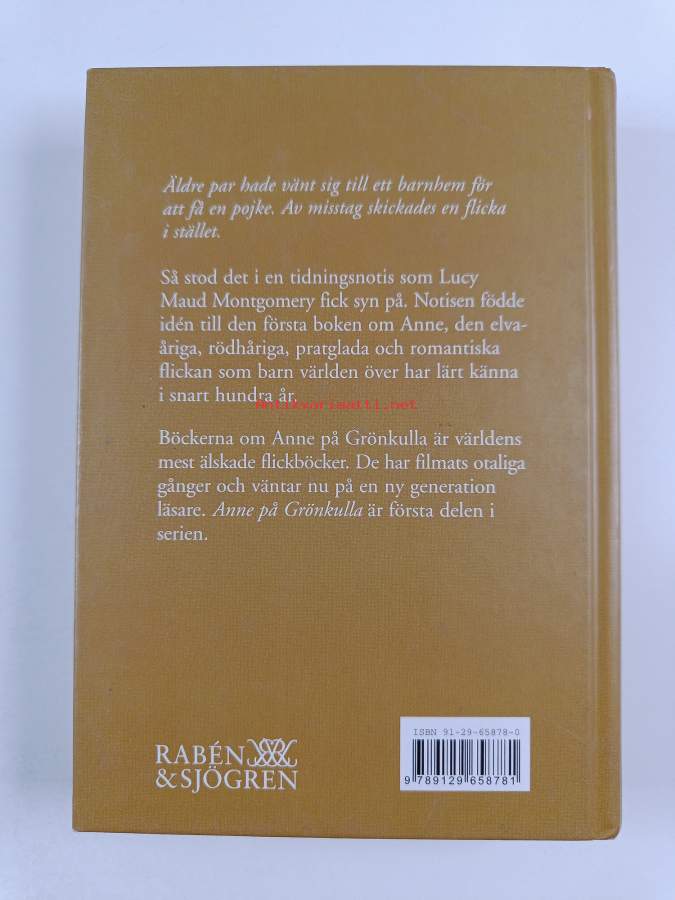 Äldre par hade vänt sig till ett barnhem för
att få en pojke. Av misstag skickades en flicka
i stället.
Så stod det i en tidningsnotis som Lucy
Maud Montgomery fick syn på. Notisen födde
idén till den första boken om Anne, den elva-
åriga, rödhåriga, pratglada och romantiska
flickan som barn världen över har lärt känna
i snart hundra år.
Antikvariaatti.net
Böckerna om Anne på Grönkulla är världens
mest älskade flickböcker. De har filmats otaliga
gånger och väntar nu på en ny generation
läsare. Anne på Grönkulla är första delen i
serien.
RABÉN
& SJÖGREN
ISBN 91-29-65878-0
9 789129 658781